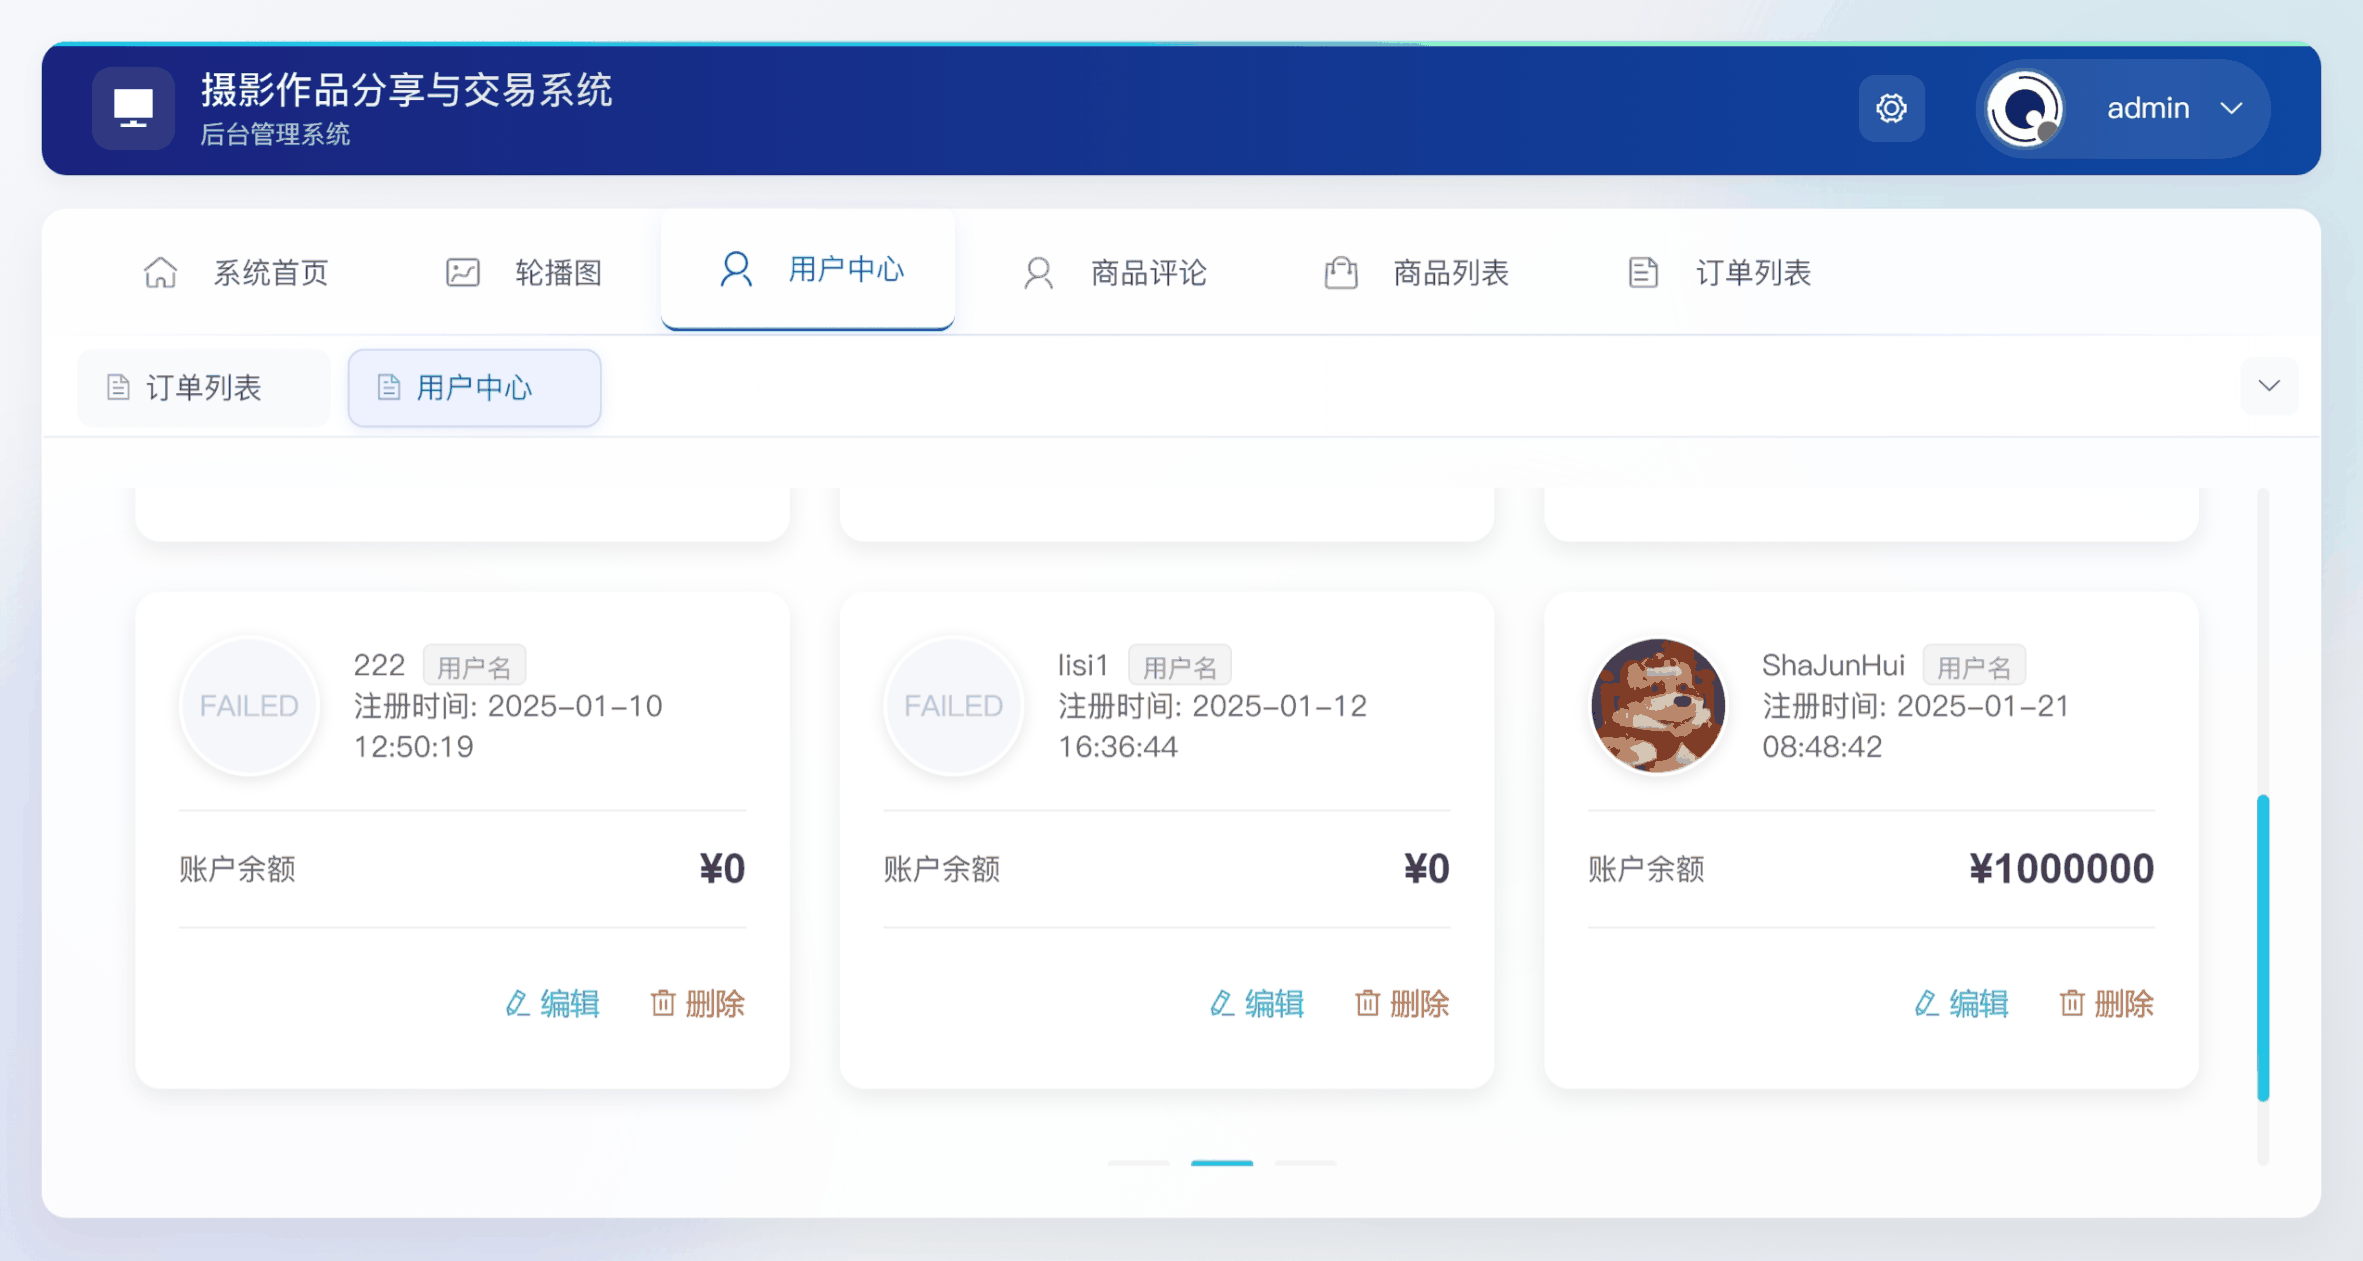 摄影作品分享与交易系统
后台管理系统
admin
系统首页
轮播图
用户中心
商品评论
商品列表
订单列表
订单列表
用户中心
FAILED
222 用户名
注册时间: 2025-01-10
12:50:19
账户余额 ¥0
编辑 删除
FAILED
lisi1 用户名
注册时间: 2025-01-12
16:36:44
账户余额 ¥0
编辑 删除
ShaJunHui 用户名
注册时间: 2025-01-21
08:48:42
账户余额 ¥1000000
编辑 删除